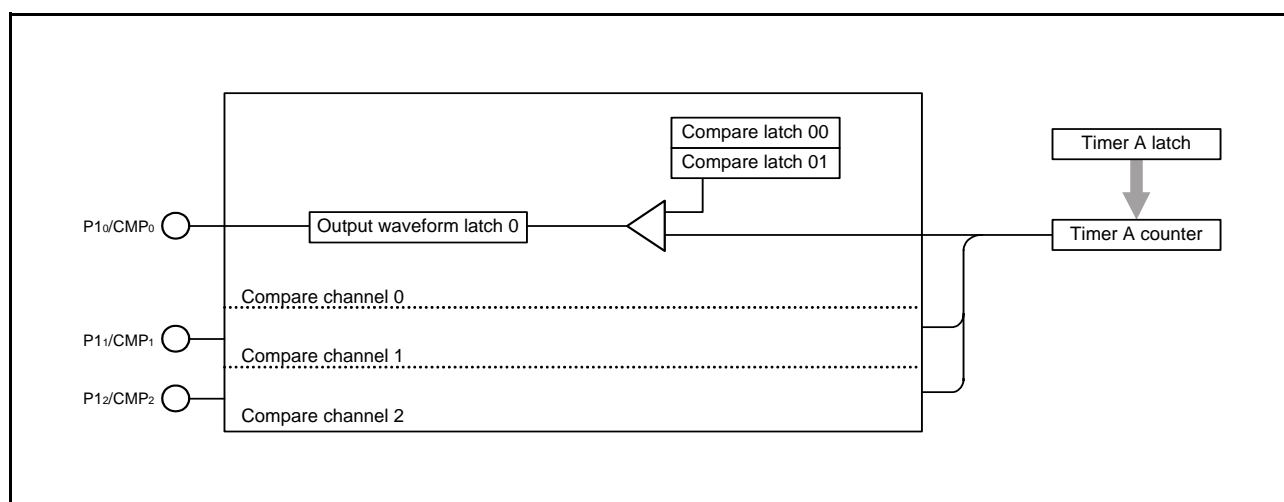 Compare latch 00
Compare latch 01
Timer A latch
P1₀/CMP₀
Output waveform latch 0
Timer A counter
Compare channel 0
P1₁/CMP₁
Compare channel 1
P1₂/CMP₂
Compare channel 2